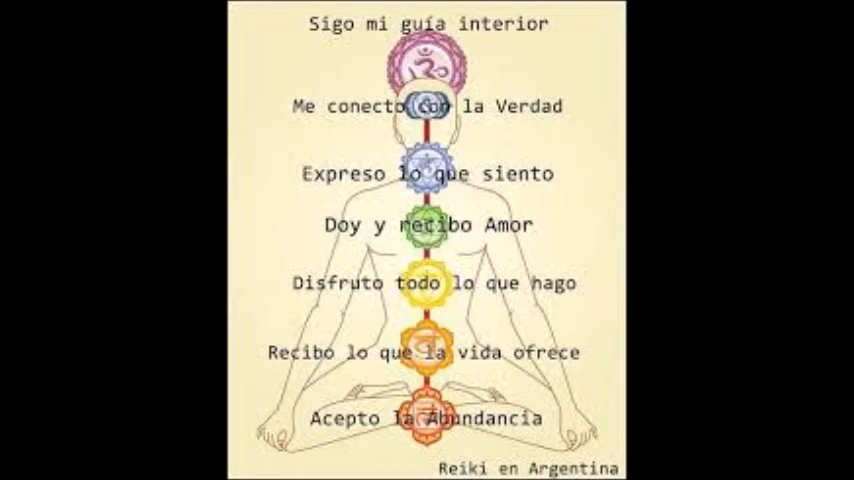 Sigo mi guía interior
Me conecto con la Verdad
Expreso lo que siento
Doy y recibo Amor
Disfruto todo lo que hago
Recibo lo que la vida ofrece
Acepto la Abundancia
Reiki en Argentina